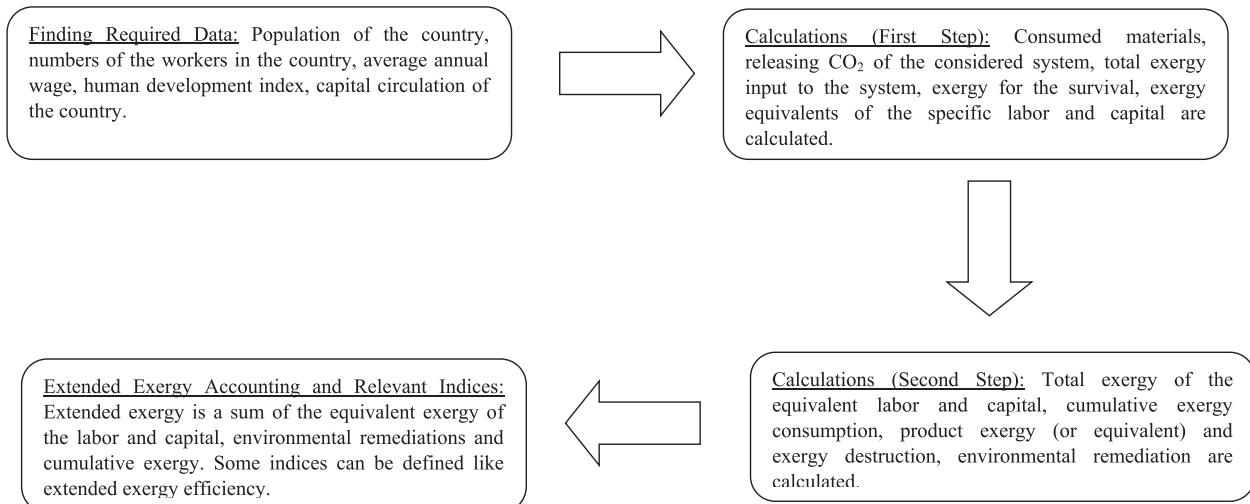 Finding Required Data: Population of the country,
numbers of the workers in the country, average annual
wage, human development index, capital circulation of
the country.
Calculations (First Step): Consumed materials,
releasing CO₂ of the considered system, total exergy
input to the system, exergy for the survival, exergy
equivalents of the specific labor and capital are
calculated.
Calculations (Second Step): Total exergy of the
equivalent labor and capital, cumulative exergy
consumption, product exergy (or equivalent) and
exergy destruction, environmental remediation are
calculated.
Extended Exergy Accounting and Relevant Indices:
Extended exergy is a sum of the equivalent exergy of
the labor and capital, environmental remediations and
cumulative exergy. Some indices can be defined like
extended exergy efficiency.